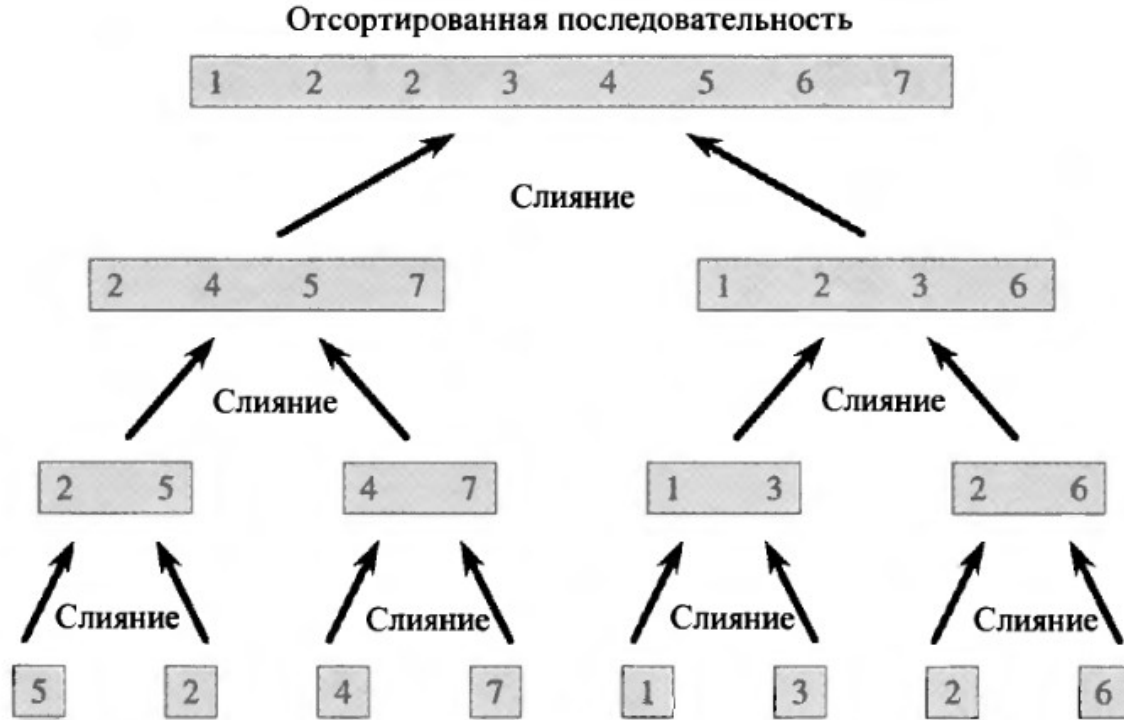 Отсортированная последовательность
1 2 2 3 4 5 6 7
Слияние
2 4 5 7 1 2 3 6
Слияние Слияние
2 5 4 7 1 3 2 6
Слияние Слияние Слияние Слияние
5 2 4 7 1 3 2 6